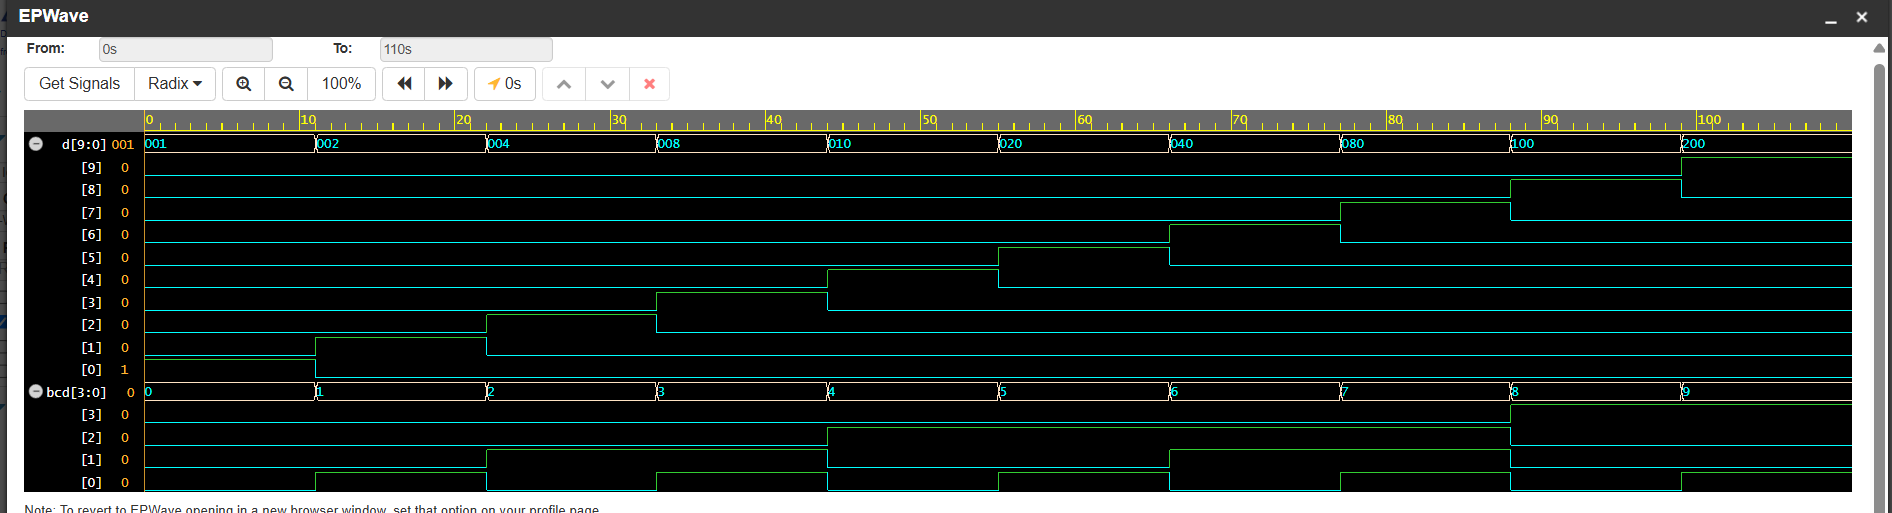 EPWave
From: 0s To: 110s
Get Signals Radix 100% 0s
0 10 20 30 40 50 60 70 80 90 100
d[9:0] 001 001 002 004 008 010 020 040 080 100 200
[9] 0
[8] 0
[7] 0
[6] 0
[5] 0
[4] 0
[3] 0
[2] 0
[1] 0
[0] 1
bcd[3:0] 0 0 1 2 3 4 5 6 7 8 9
[3] 0
[2] 0
[1] 0
[0] 0
Note: To revert to EPWave opening in a new browser window, set that option on your profile page